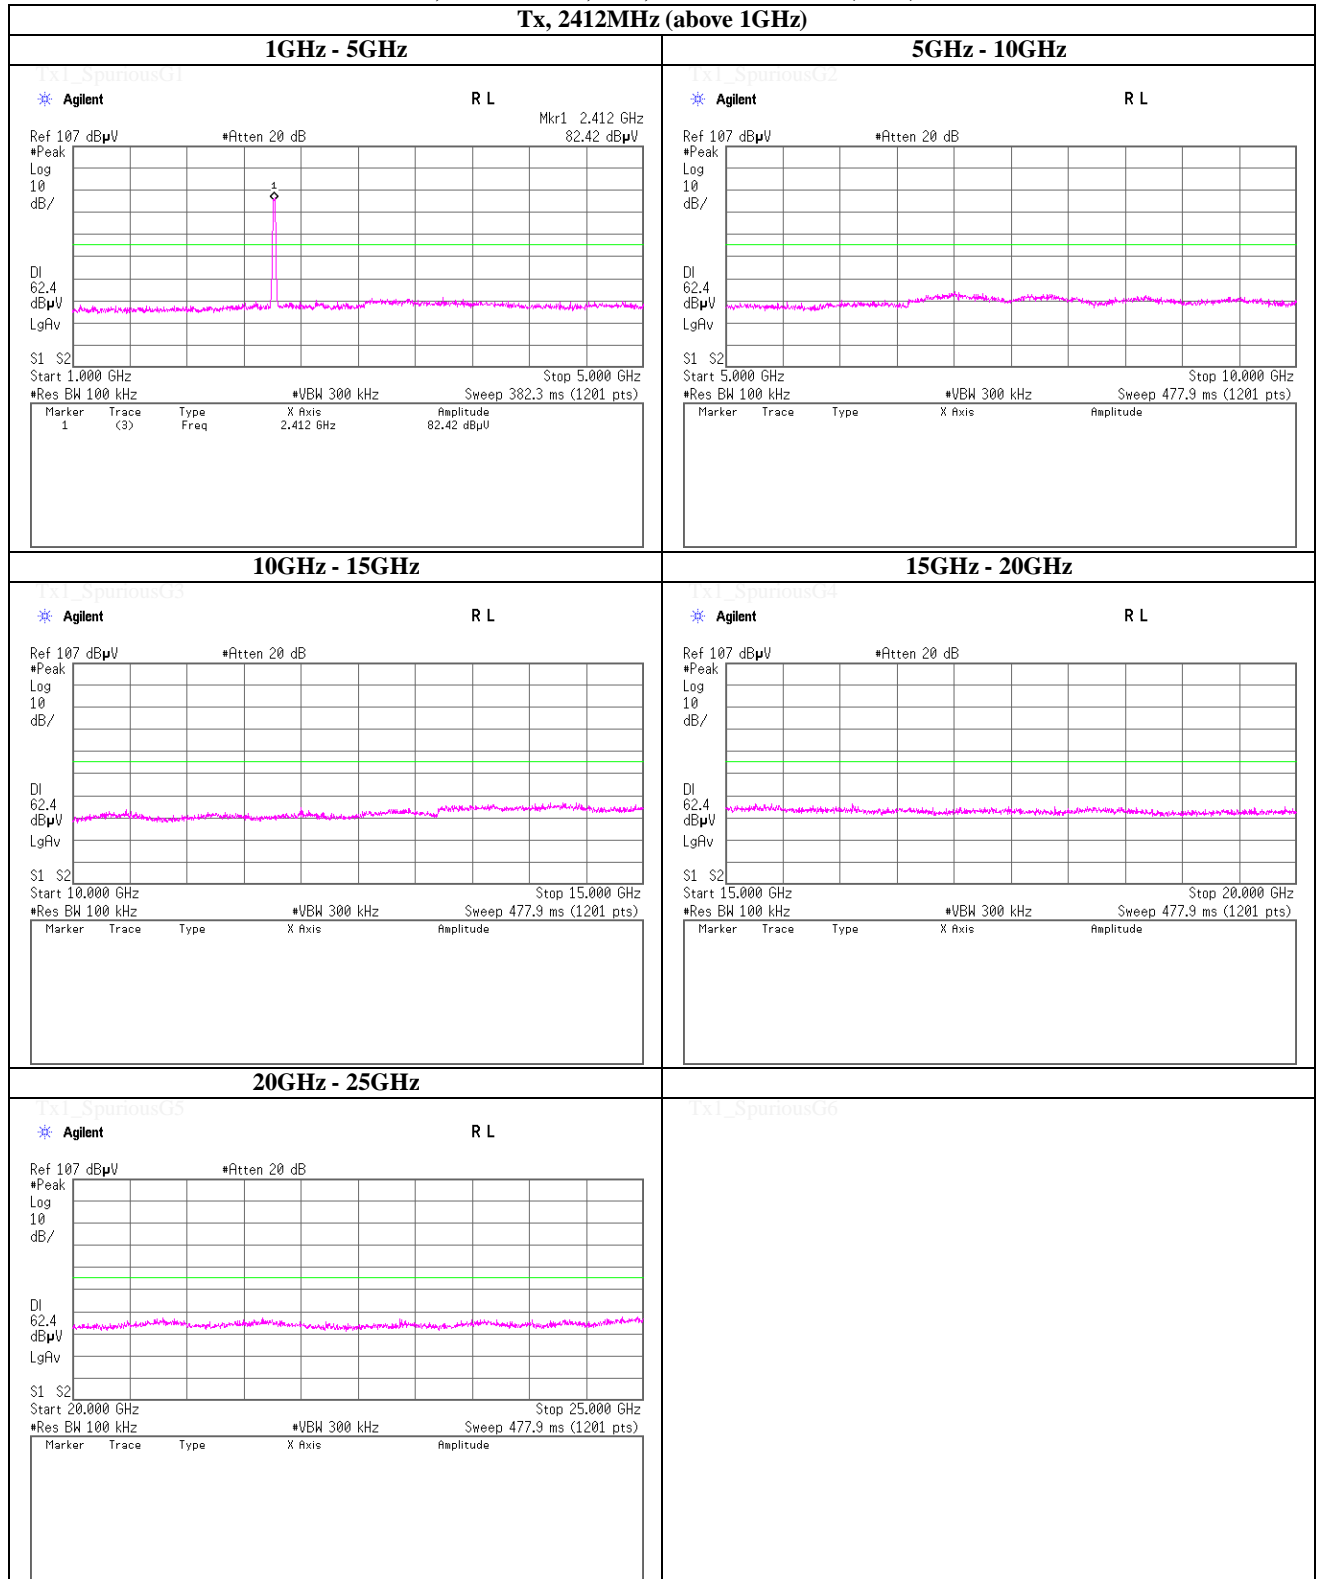 Tx, 2412MHz (above 1GHz)
1GHz - 5GHz
5GHz - 10GHz
Tx1_SpuriousG1
Agilent
R L
Mkr1 2.412 GHz
Ref 107 dBµV
#Atten 20 dB
82.42 dBµV
#Peak
Log
10
dB/
1
DI
62.4
dBµV
LgAv
S1 S2
Start 1.000 GHz
Stop 5.000 GHz
#Res BW 100 kHz
#VBW 300 kHz
Sweep 382.3 ms (1201 pts)
Marker Trace Type X Axis Amplitude
1 (3) Freq 2.412 GHz 82.42 dBµV
Tx1_SpuriousG2
Agilent
R L
Ref 107 dBµV
#Atten 20 dB
#Peak
Log
10
dB/
DI
62.4
dBµV
LgAv
S1 S2
Start 5.000 GHz
Stop 10.000 GHz
#Res BW 100 kHz
#VBW 300 kHz
Sweep 477.9 ms (1201 pts)
Marker Trace Type X Axis Amplitude
10GHz - 15GHz
15GHz - 20GHz
Tx1_SpuriousG3
Agilent
R L
Ref 107 dBµV
#Atten 20 dB
#Peak
Log
10
dB/
DI
62.4
dBµV
LgAv
S1 S2
Start 10.000 GHz
Stop 15.000 GHz
#Res BW 100 kHz
#VBW 300 kHz
Sweep 477.9 ms (1201 pts)
Marker Trace Type X Axis Amplitude
Tx1_SpuriousG4
Agilent
R L
Ref 107 dBµV
#Atten 20 dB
#Peak
Log
10
dB/
DI
62.4
dBµV
LgAv
S1 S2
Start 15.000 GHz
Stop 20.000 GHz
#Res BW 100 kHz
#VBW 300 kHz
Sweep 477.9 ms (1201 pts)
Marker Trace Type X Axis Amplitude
20GHz - 25GHz
Tx1_SpuriousG5
Agilent
R L
Ref 107 dBµV
#Atten 20 dB
#Peak
Log
10
dB/
DI
62.4
dBµV
LgAv
S1 S2
Start 20.000 GHz
Stop 25.000 GHz
#Res BW 100 kHz
#VBW 300 kHz
Sweep 477.9 ms (1201 pts)
Marker Trace Type X Axis Amplitude
Tx1_SpuriousG6